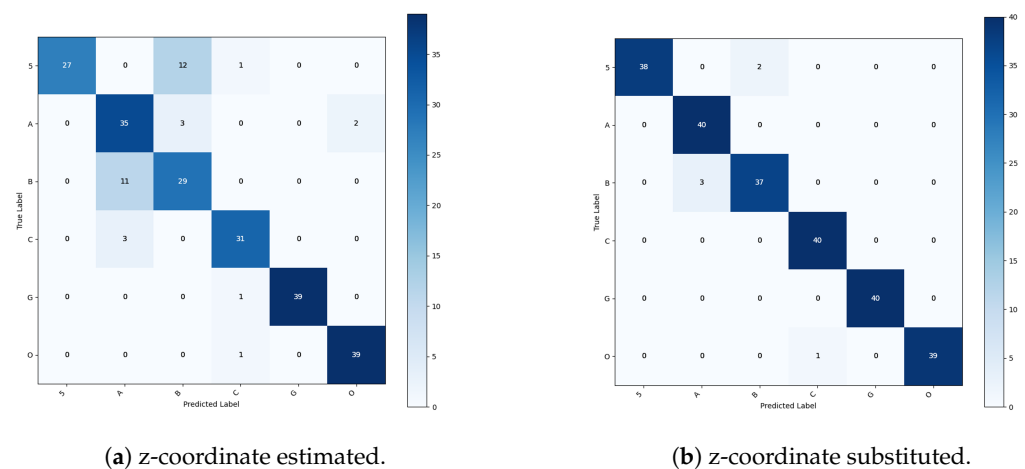 5 27 0 12 1 0 0
A 0 35 3 0 0 2
B 0 11 29 0 0 0
C 0 3 0 31 0 0
G 0 0 0 1 39 0
O 0 0 0 1 0 39
5 A B C G O
True Label
Predicted Label
35
30
25
20
15
10
5
0
(a) z-coordinate estimated.
5 38 0 2 0 0 0
A 0 40 0 0 0 0
B 0 3 37 0 0 0
C 0 0 0 40 0 0
G 0 0 0 0 40 0
O 0 0 0 1 0 39
5 A B C G O
True Label
Predicted Label
40
35
30
25
20
15
10
5
0
(b) z-coordinate substituted.